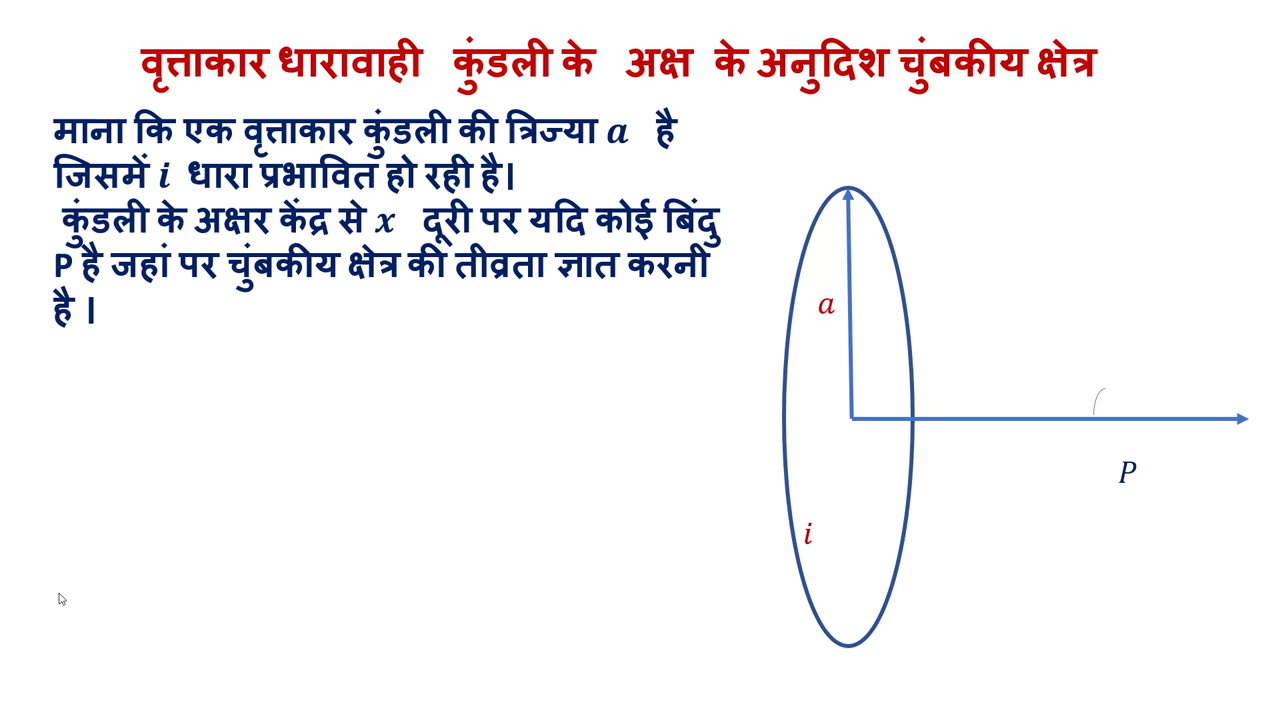 वृत्ताकार धारावाही कुंडली के अक्ष के अनुदिश चुंबकीय क्षेत्र
माना कि एक वृत्ताकार कुंडली की त्रिज्या a है
जिसमें i धारा प्रभावित हो रही है।
कुंडली के अक्षर केंद्र से x दूरी पर यदि कोई बिंदु
P है जहां पर चुंबकीय क्षेत्र की तीव्रता ज्ञात करनी
है ।
a
P
i